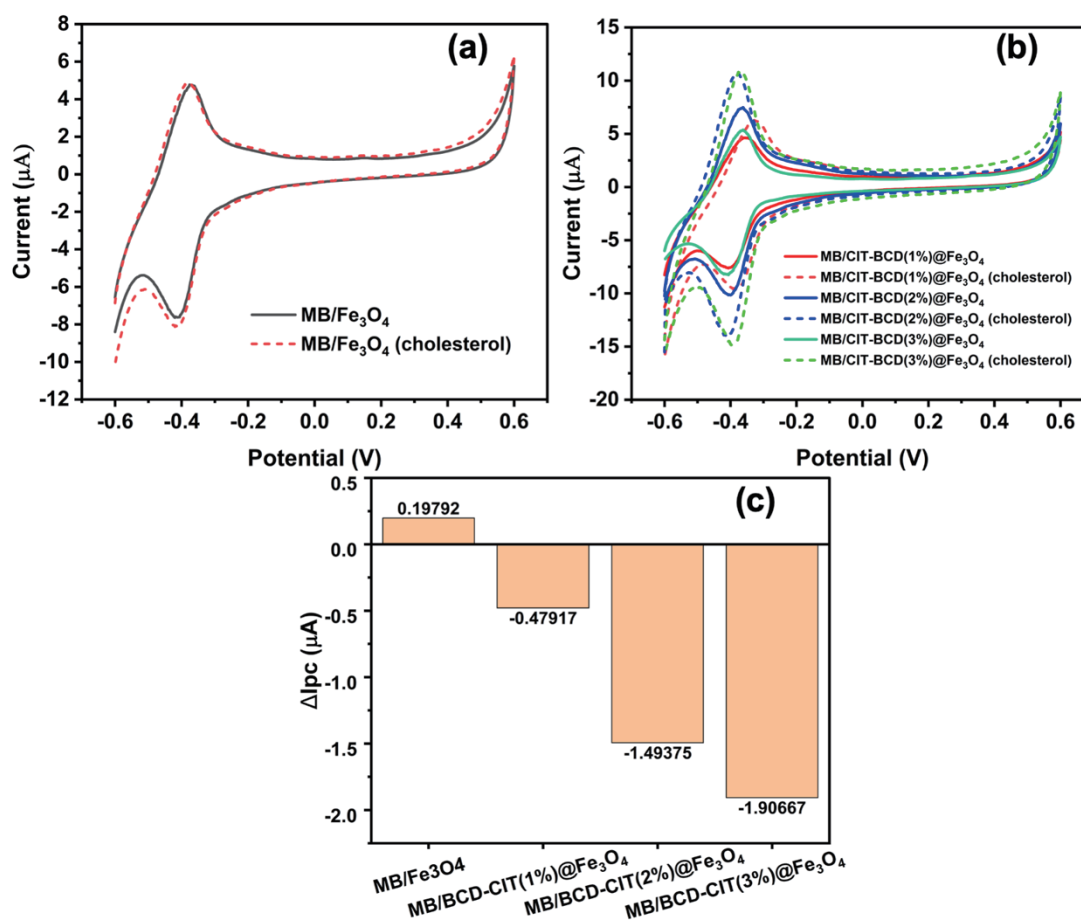 (a)
Current (μA)
8
6
4
2
0
-2
-4
-6
-8
-10
-12
MB/Fe₃O₄
MB/Fe₃O₄ (cholesterol)
-0.6 -0.4 -0.2 0.0 0.2 0.4 0.6
Potential (V)
(b)
Current (μA)
15
10
5
0
-5
-10
-15
-20
MB/CIT-BCD(1%)@Fe₃O₄
MB/CIT-BCD(1%)@Fe₃O₄ (cholesterol)
MB/CIT-BCD(2%)@Fe₃O₄
MB/CIT-BCD(2%)@Fe₃O₄ (cholesterol)
MB/CIT-BCD(3%)@Fe₃O₄
MB/CIT-BCD(3%)@Fe₃O₄ (cholesterol)
-0.6 -0.4 -0.2 0.0 0.2 0.4 0.6
Potential (V)
(c)
ΔIpc (μA)
0.5
0.0
-0.5
-1.0
-1.5
-2.0
0.19792
-0.47917
-1.49375
-1.90667
MB/Fe3O4
MB/BCD-CIT(1%)@Fe₃O₄
MB/BCD-CIT(2%)@Fe₃O₄
MB/BCD-CIT(3%)@Fe₃O₄